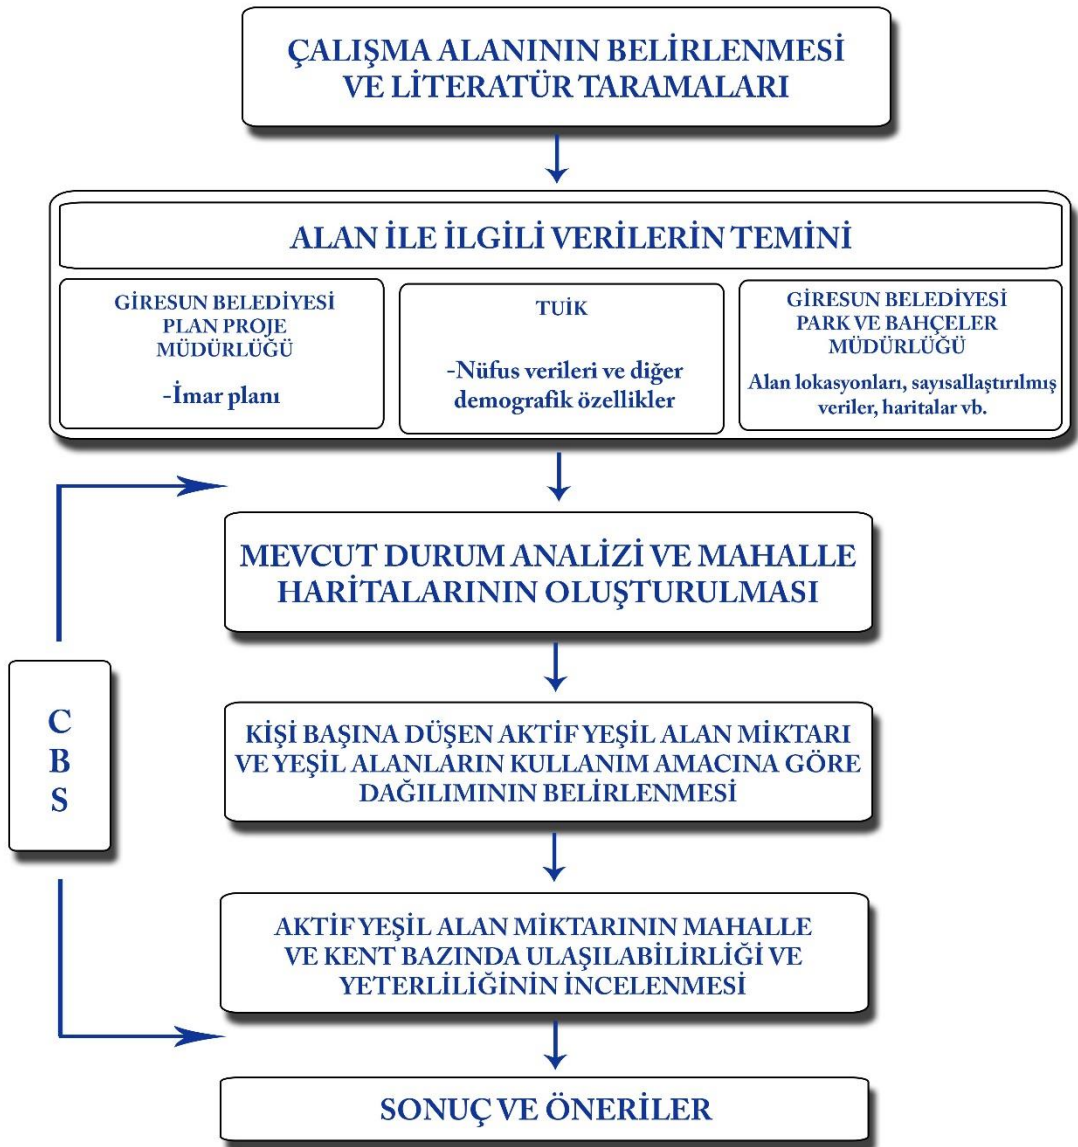 ÇALIŞMA ALANININ BELİRLENMESİ
VE LİTERATÜR TARAMALARI
ALAN İLE İLGİLİ VERİLERİN TEMİNİ
GİRESUN BELEDİYESİ
PLAN PROJE
MÜDÜRLÜĞÜ
-İmar planı
TUİK
-Nüfus verileri ve diğer
demografik özellikler
GİRESUN BELEDİYESİ
PARK VE BAHÇELER
MÜDÜRLÜĞÜ
Alan lokasyonları, sayısallaştırılmış
veriler, haritalar vb.
MEVCUT DURUM ANALİZİ VE MAHALLE
HARİTALARININ OLUŞTURULMASI
C
B
S
KİŞİ BAŞINA DÜŞEN AKTİF YEŞİL ALAN MİKTARI
VE YEŞİL ALANLARIN KULLANIM AMACINA GÖRE
DAĞILIMININ BELİRLENMESİ
AKTİF YEŞİL ALAN MİKTARININ MAHALLE
VE KENT BAZINDA ULAŞILABİLİRLİĞİ VE
YETERLİLİĞİNİN İNCELENMESİ
SONUÇ VE ÖNERİLER